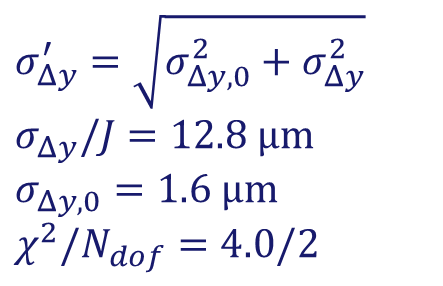 σ′_Δy = √(σ²_Δy,0 + σ²_Δy)
σ_Δy/J = 12.8 μm
σ_Δy,0 = 1.6 μm
χ²/N_dof = 4.0/2